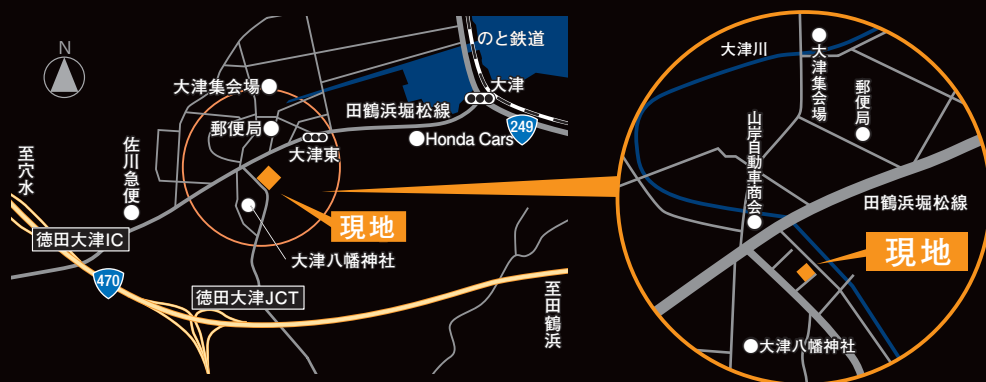 N
のと鉄道
大津
大津集会場
田鶴浜堀松線
249
郵便局
Honda Cars
大津東
至穴水
佐川急便
現地
徳田大津IC
大津八幡神社
470
徳田大津JCT
至田鶴浜
大津川
大津集会場
郵便局
山岸自動車商会
田鶴浜堀松線
現地
大津八幡神社